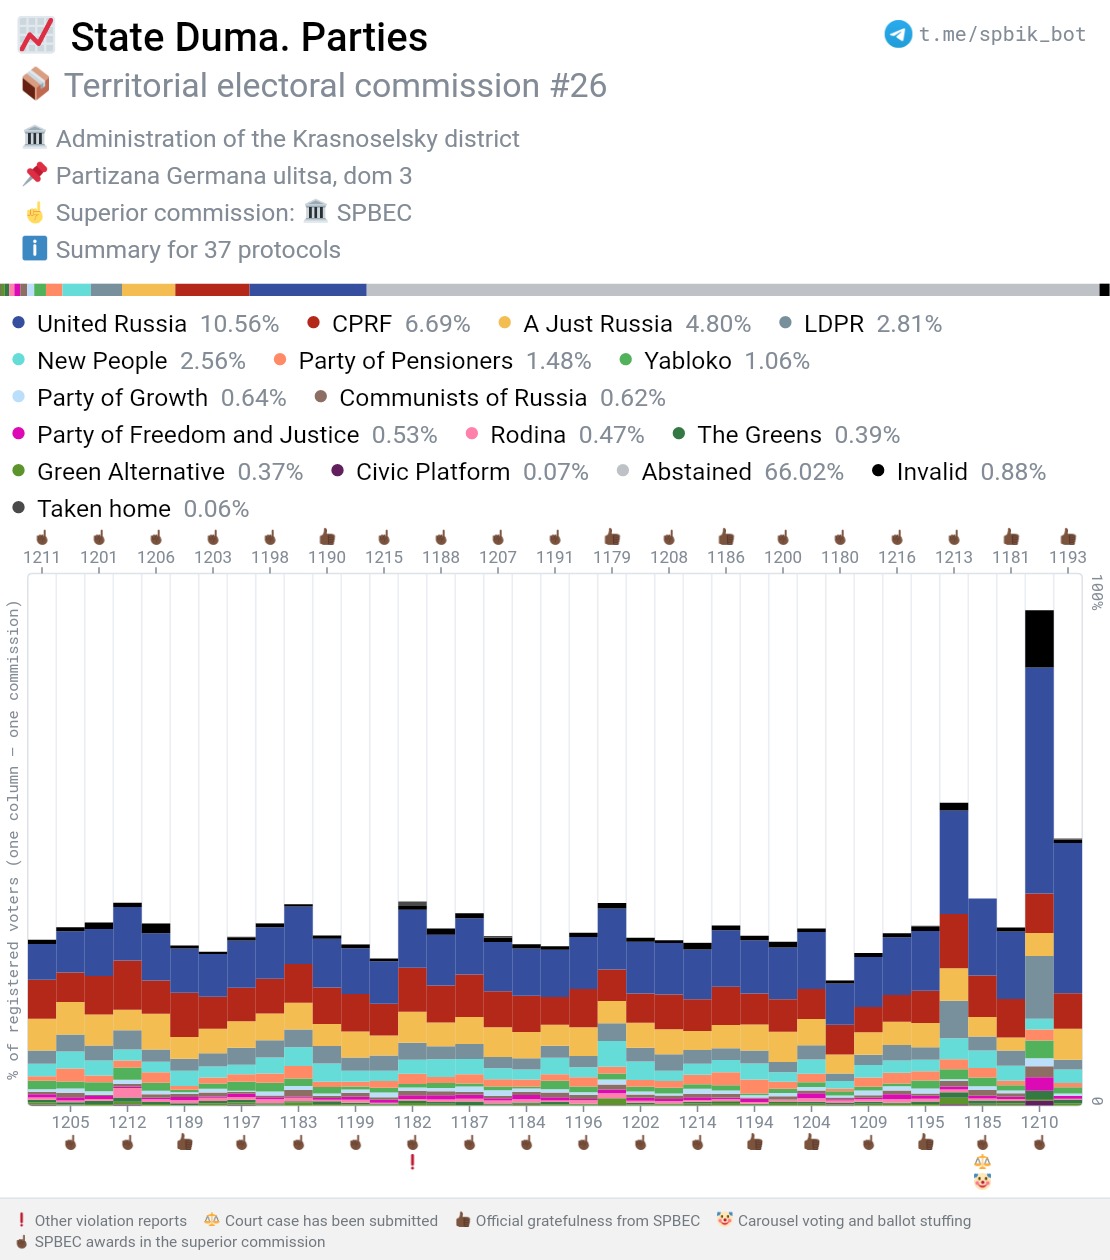 State Duma. Parties
t.me/spbik_bot
Territorial electoral commission #26
Administration of the Krasnoselsky district
Partizana Germana ulitsa, dom 3
Superior commission: SPBEC
Summary for 37 protocols
United Russia 10.56% CPRF 6.69% A Just Russia 4.80% LDPR 2.81%
New People 2.56% Party of Pensioners 1.48% Yabloko 1.06%
Party of Growth 0.64% Communists of Russia 0.62%
Party of Freedom and Justice 0.53% Rodina 0.47% The Greens 0.39%
Green Alternative 0.37% Civic Platform 0.07% Abstained 66.02% Invalid 0.88%
Taken home 0.06%
1211 1201 1206 1203 1198 1190 1215 1188 1207 1191 1179 1208 1186 1200 1180 1216 1213 1181 1193
% of registered voters (one column – one commission)
100%
0
1205 1212 1189 1197 1183 1199 1182 1187 1184 1196 1202 1214 1194 1204 1209 1195 1185 1210
Other violation reports Court case has been submitted Official gratefulness from SPBEC Carousel voting and ballot stuffing
SPBEC awards in the superior commission